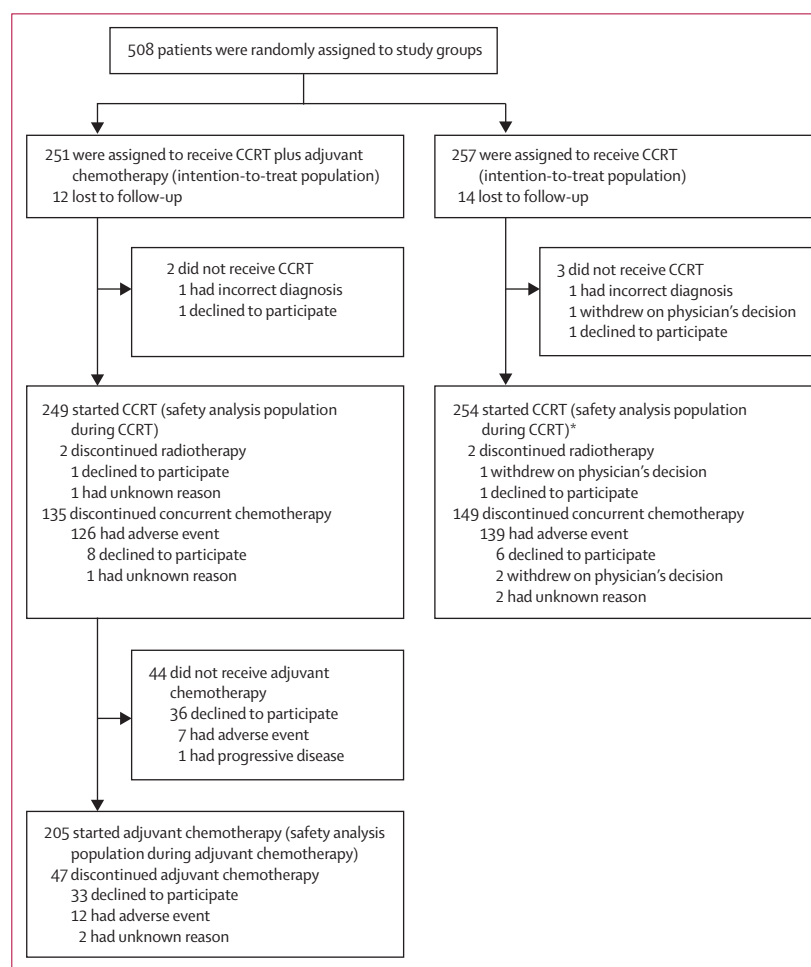 508 patients were randomly assigned to study groups
251 were assigned to receive CCRT plus adjuvant
chemotherapy (intention-to-treat population)
12 lost to follow-up
257 were assigned to receive CCRT
(intention-to-treat population)
14 lost to follow-up
2 did not receive CCRT
1 had incorrect diagnosis
1 declined to participate
3 did not receive CCRT
1 had incorrect diagnosis
1 withdrew on physician's decision
1 declined to participate
249 started CCRT (safety analysis population
during CCRT)
2 discontinued radiotherapy
1 declined to participate
1 had unknown reason
135 discontinued concurrent chemotherapy
126 had adverse event
8 declined to participate
1 had unknown reason
254 started CCRT (safety analysis population
during CCRT)*
2 discontinued radiotherapy
1 withdrew on physician's decision
1 declined to participate
149 discontinued concurrent chemotherapy
139 had adverse event
6 declined to participate
2 withdrew on physician's decision
2 had unknown reason
44 did not receive adjuvant
chemotherapy
36 declined to participate
7 had adverse event
1 had progressive disease
205 started adjuvant chemotherapy (safety analysis
population during adjuvant chemotherapy)
47 discontinued adjuvant chemotherapy
33 declined to participate
12 had adverse event
2 had unknown reason